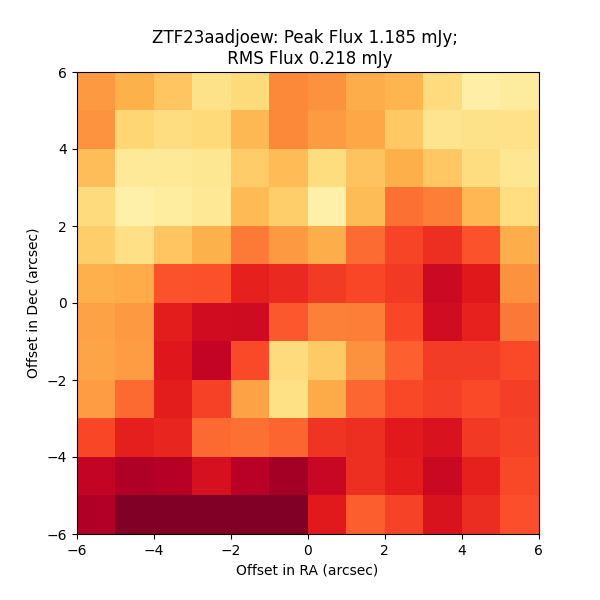 ZTF23aadjoew: Peak Flux 1.185 mJy;
RMS Flux 0.218 mJy
6
4
2
0
−2
−4
−6
Offset in Dec (arcsec)
−6 −4 −2 0 2 4 6
Offset in RA (arcsec)